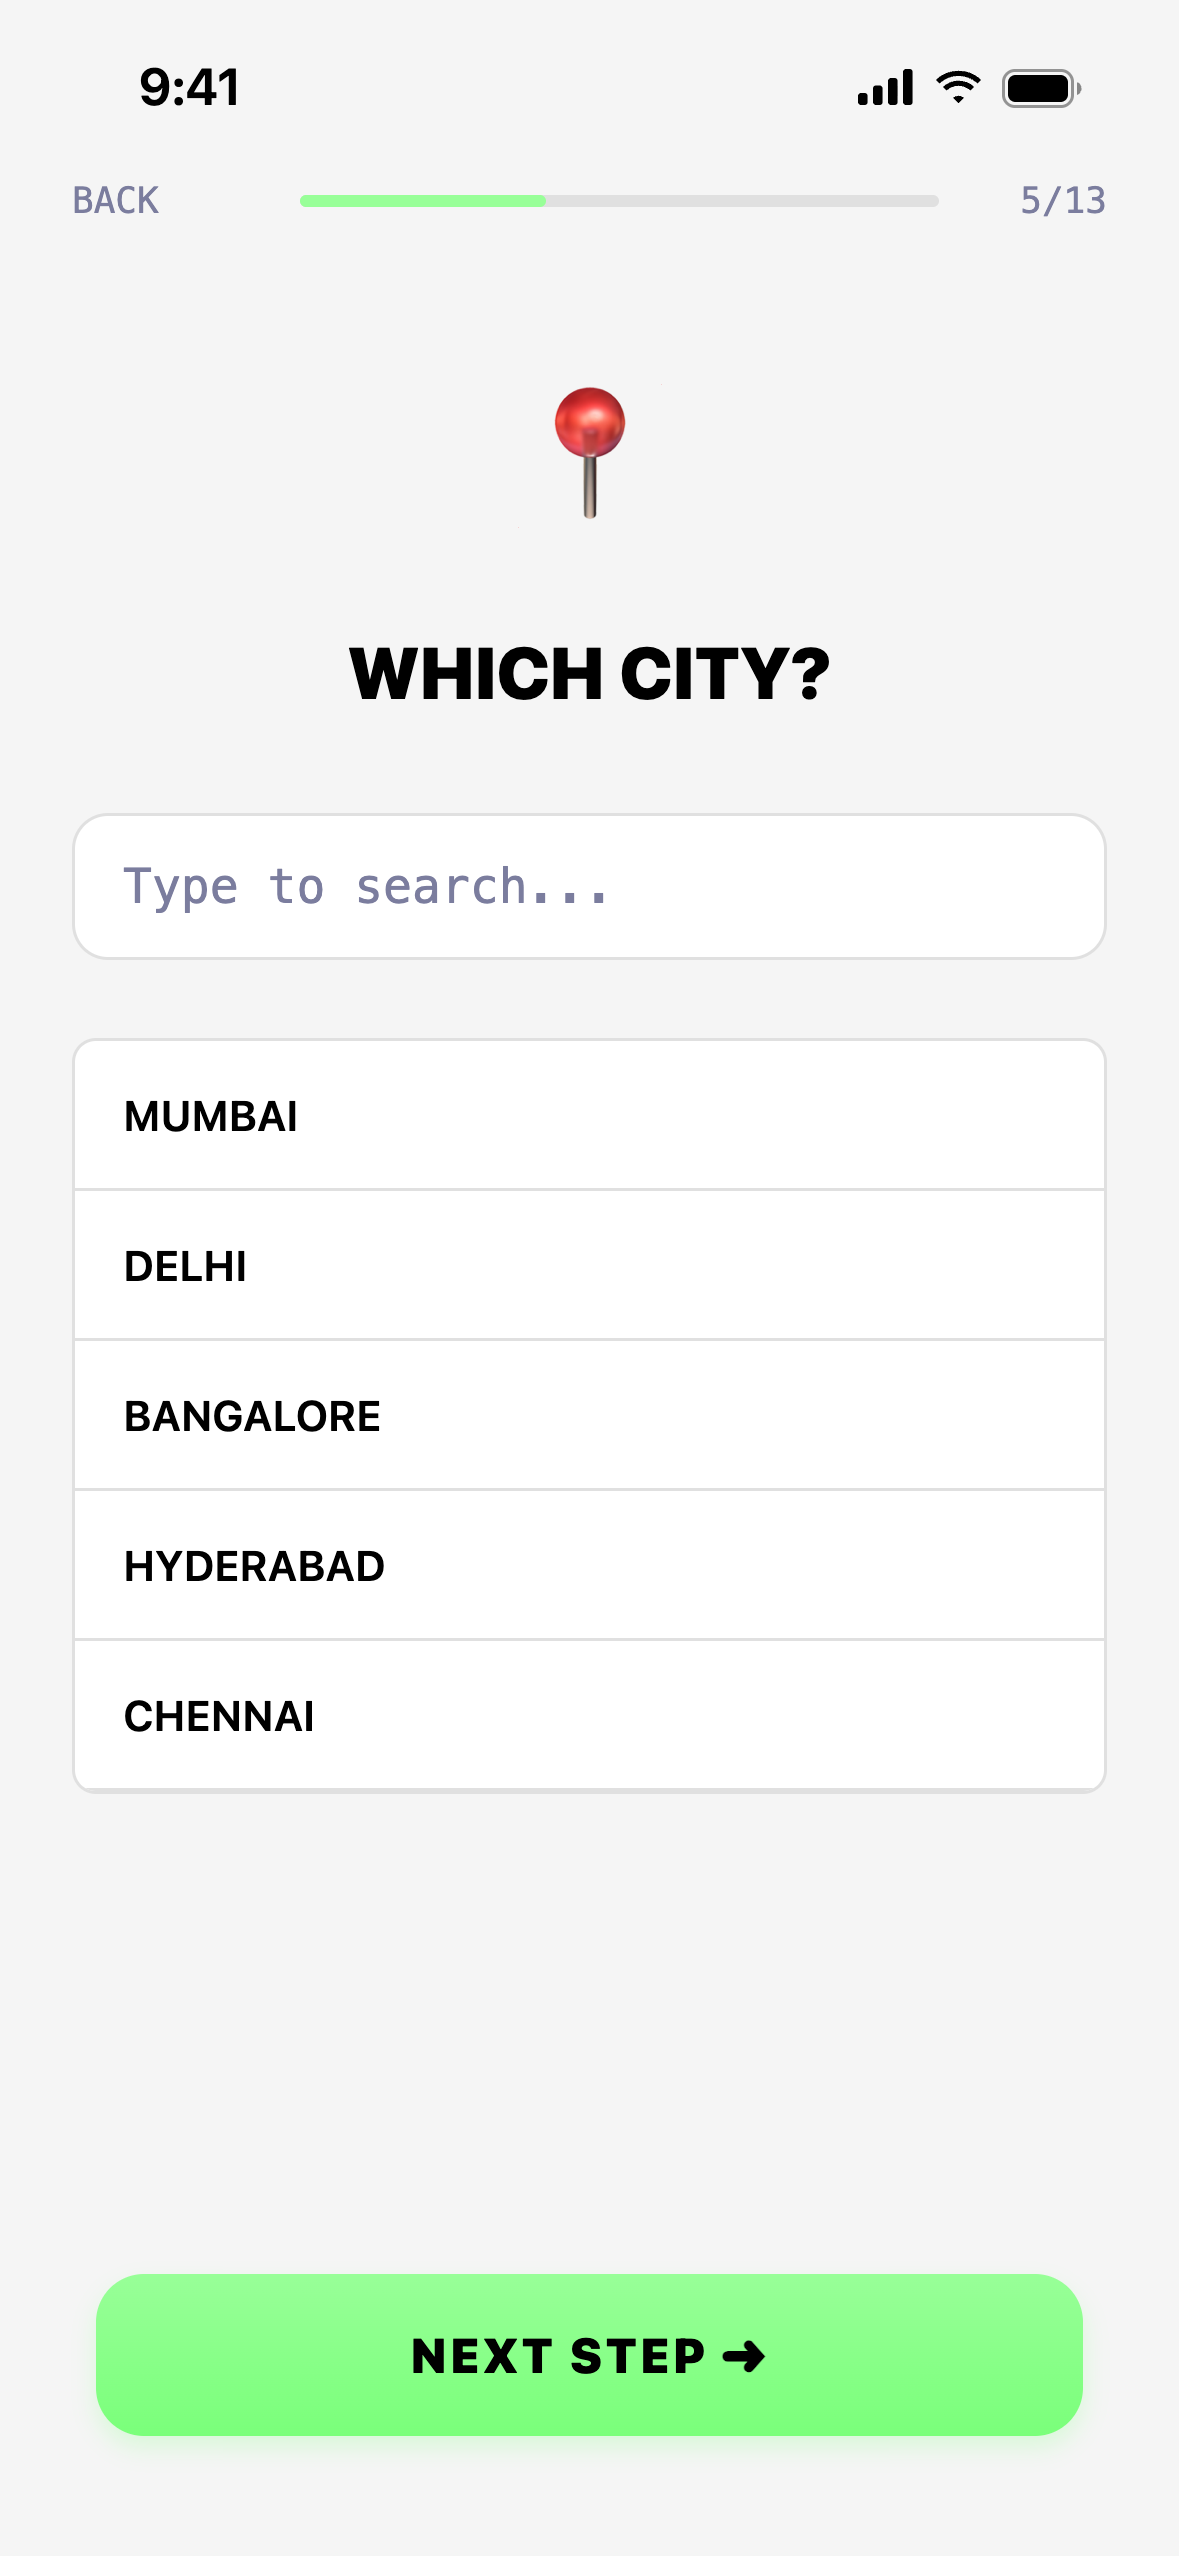 9:41
BACK 5/13
WHICH CITY?
Type to search...
MUMBAI
DELHI
BANGALORE
HYDERABAD
CHENNAI
NEXT STEP ➜